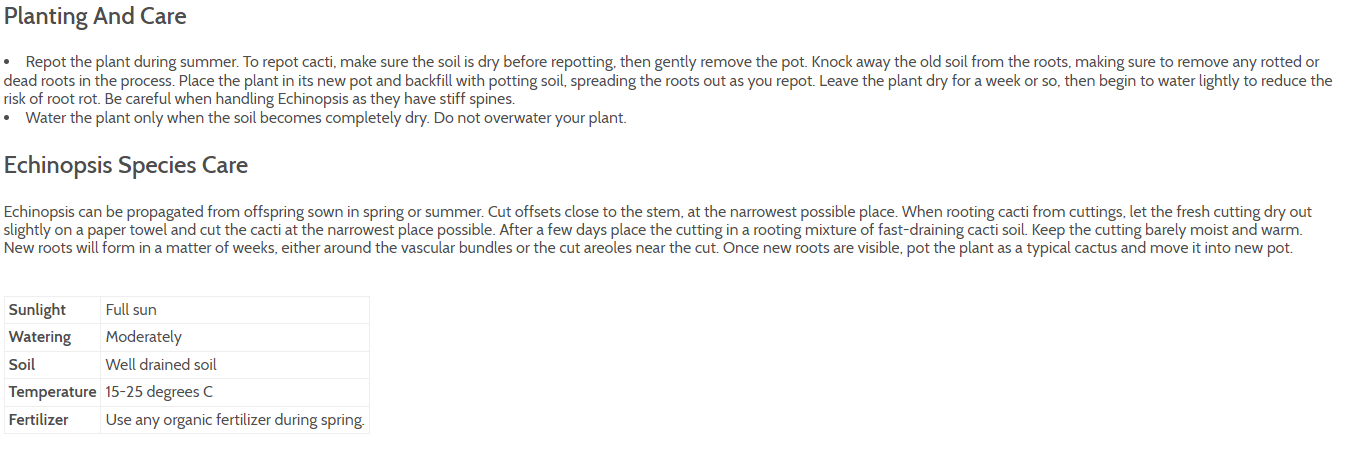 Planting And Care
• Repot the plant during summer. To repot cacti, make sure the soil is dry before repotting, then gently remove the pot. Knock away the old soil from the roots, making sure to remove any rotted or
dead roots in the process. Place the plant in its new pot and backfill with potting soil, spreading the roots out as you repot. Leave the plant dry for a week or so, then begin to water lightly to reduce the
risk of root rot. Be careful when handling Echinopsis as they have stiff spines.
• Water the plant only when the soil becomes completely dry. Do not overwater your plant.
Echinopsis Species Care
Echinopsis can be propagated from offspring sown in spring or summer. Cut offsets close to the stem, at the narrowest possible place. When rooting cacti from cuttings, let the fresh cutting dry out
slightly on a paper towel and cut the cacti at the narrowest place possible. After a few days place the cutting in a rooting mixture of fast-draining cacti soil. Keep the cutting barely moist and warm.
New roots will form in a matter of weeks, either around the vascular bundles or the cut areoles near the cut. Once new roots are visible, pot the plant as a typical cactus and move it into new pot.
Sunlight Full sun
Watering Moderately
Soil Well drained soil
Temperature 15-25 degrees C
Fertilizer Use any organic fertilizer during spring.